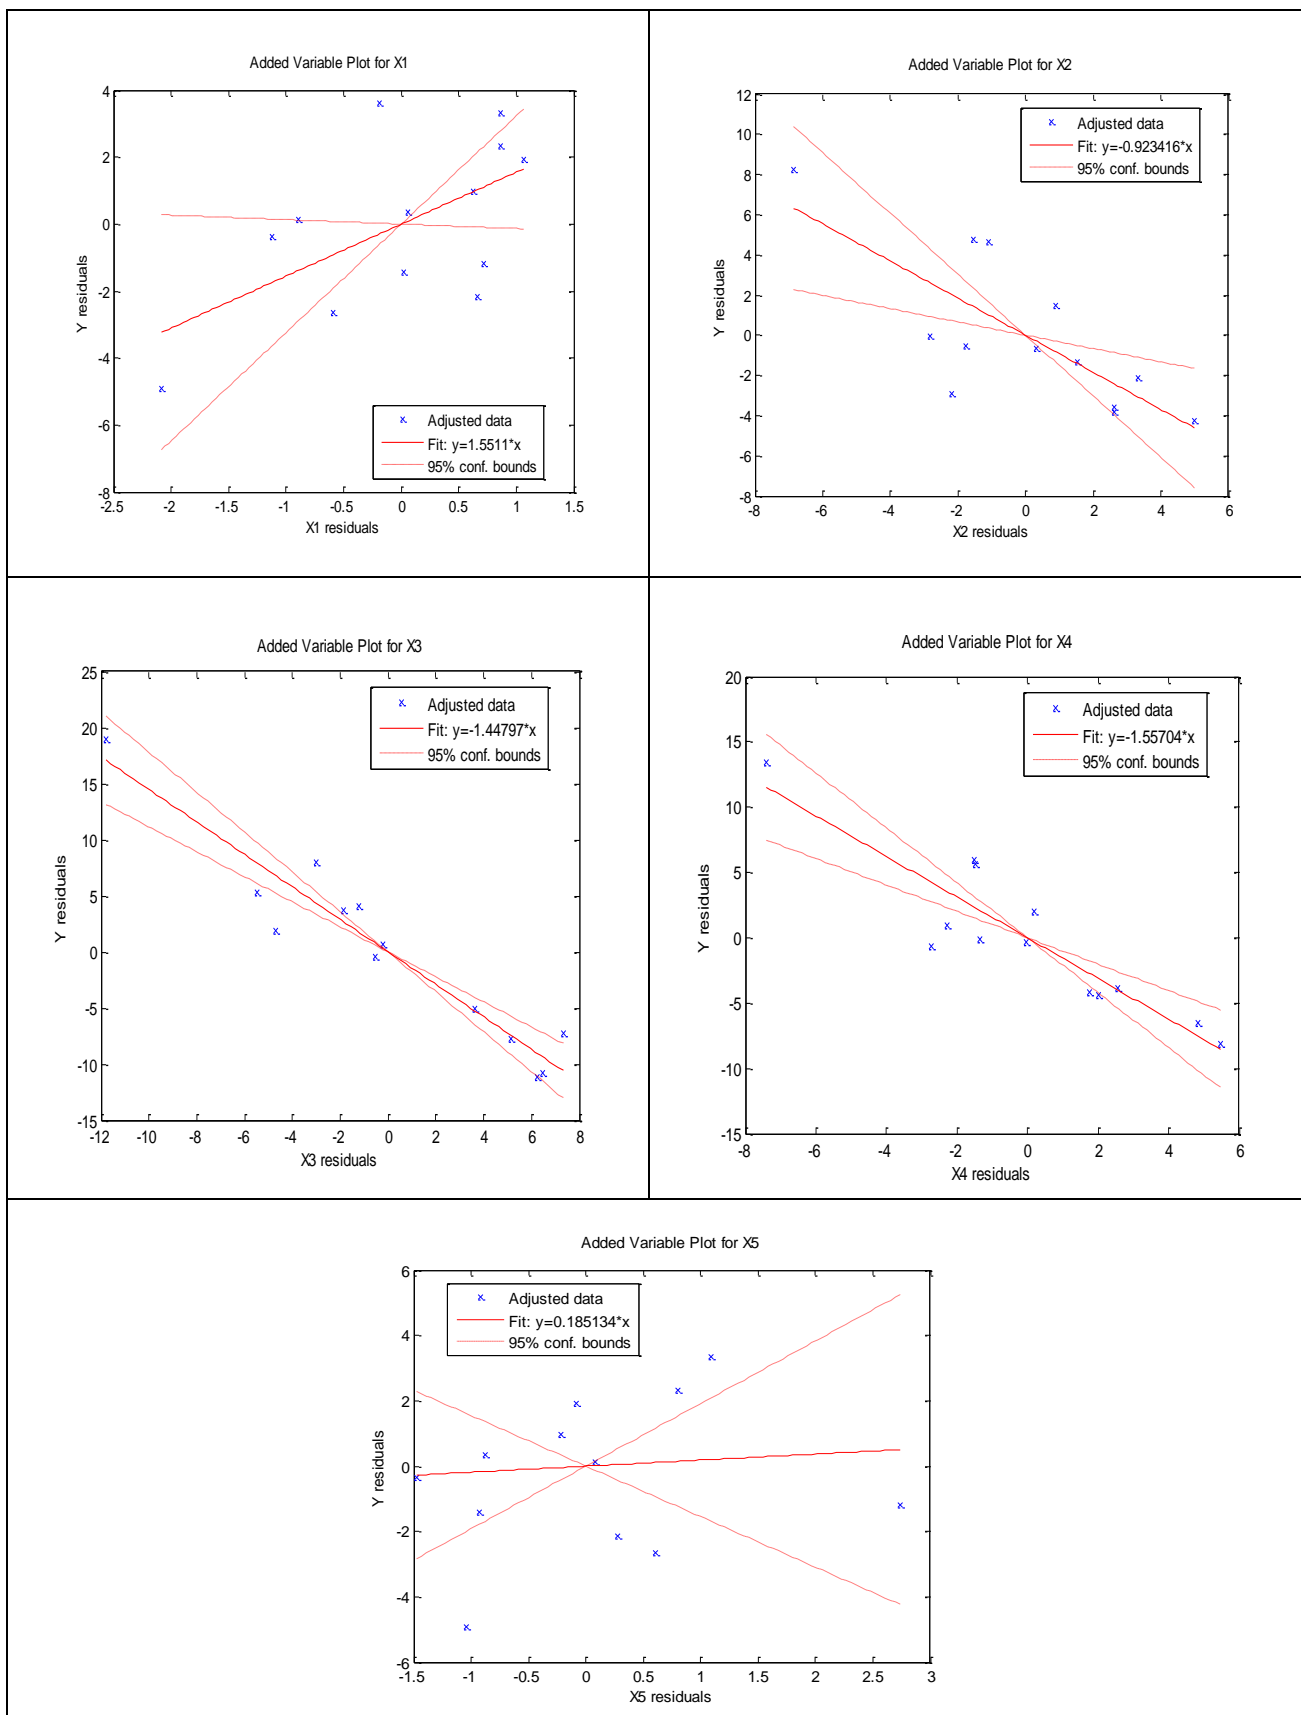 Added Variable Plot for X1
4
2
0
-2
-4
-6
-8
Y residuals
Adjusted data
Fit: y=1.5511*x
95% conf. bounds
-2.5 -2 -1.5 -1 -0.5 0 0.5 1 1.5
X1 residuals
Added Variable Plot for X2
12
10
8
6
4
2
0
-2
-4
-6
-8
Y residuals
Adjusted data
Fit: y=-0.923416*x
95% conf. bounds
-8 -6 -4 -2 0 2 4 6
X2 residuals
Added Variable Plot for X3
25
20
15
10
5
0
-5
-10
-15
Y residuals
Adjusted data
Fit: y=-1.44797*x
95% conf. bounds
-12 -10 -8 -6 -4 -2 0 2 4 6 8
X3 residuals
Added Variable Plot for X4
20
15
10
5
0
-5
-10
-15
Y residuals
Adjusted data
Fit: y=-1.55704*x
95% conf. bounds
-8 -6 -4 -2 0 2 4 6
X4 residuals
Added Variable Plot for X5
6
4
2
0
-2
-4
-6
Y residuals
Adjusted data
Fit: y=0.185134*x
95% conf. bounds
-1.5 -1 -0.5 0 0.5 1 1.5 2 2.5 3
X5 residuals